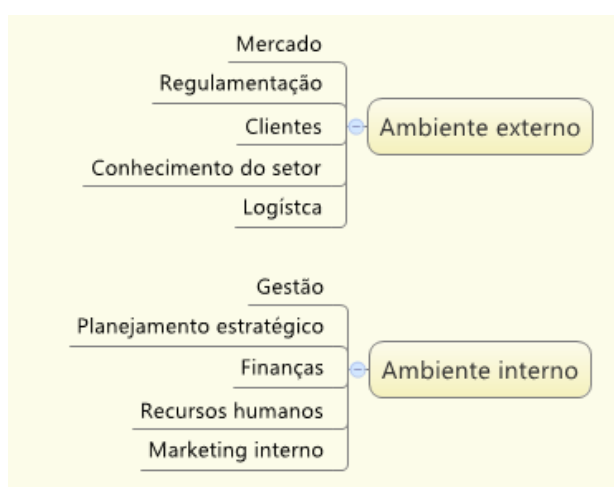 Mercado
Regulamentação
Clientes
Ambiente externo
Conhecimento do setor
Logístca
Gestão
Planejamento estratégico
Finanças
Ambiente interno
Recursos humanos
Marketing interno